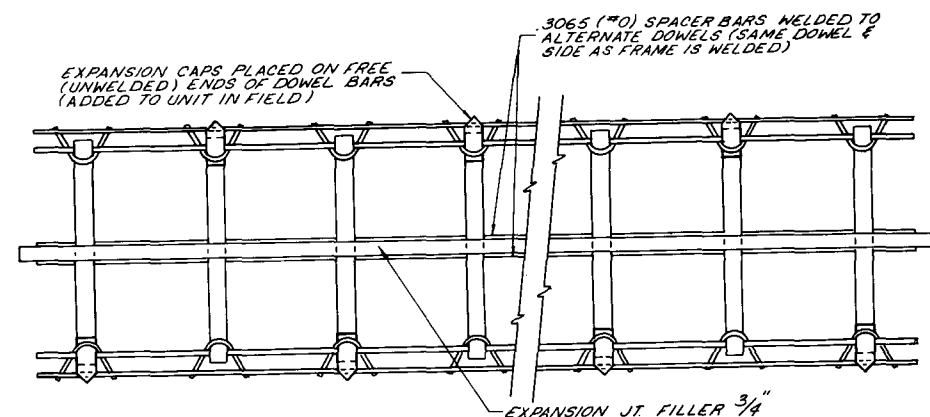 .3065 (#0) SPACER BARS WELDED TO
ALTERNATE DOWELS (SAME DOWEL &
SIDE AS FRAME IS WELDED)
EXPANSION CAPS PLACED ON FREE
(UNWELDED) ENDS OF DOWEL BARS
(ADDED TO UNIT IN FIELD)
EXPANSION JT. FILLER 3/4"